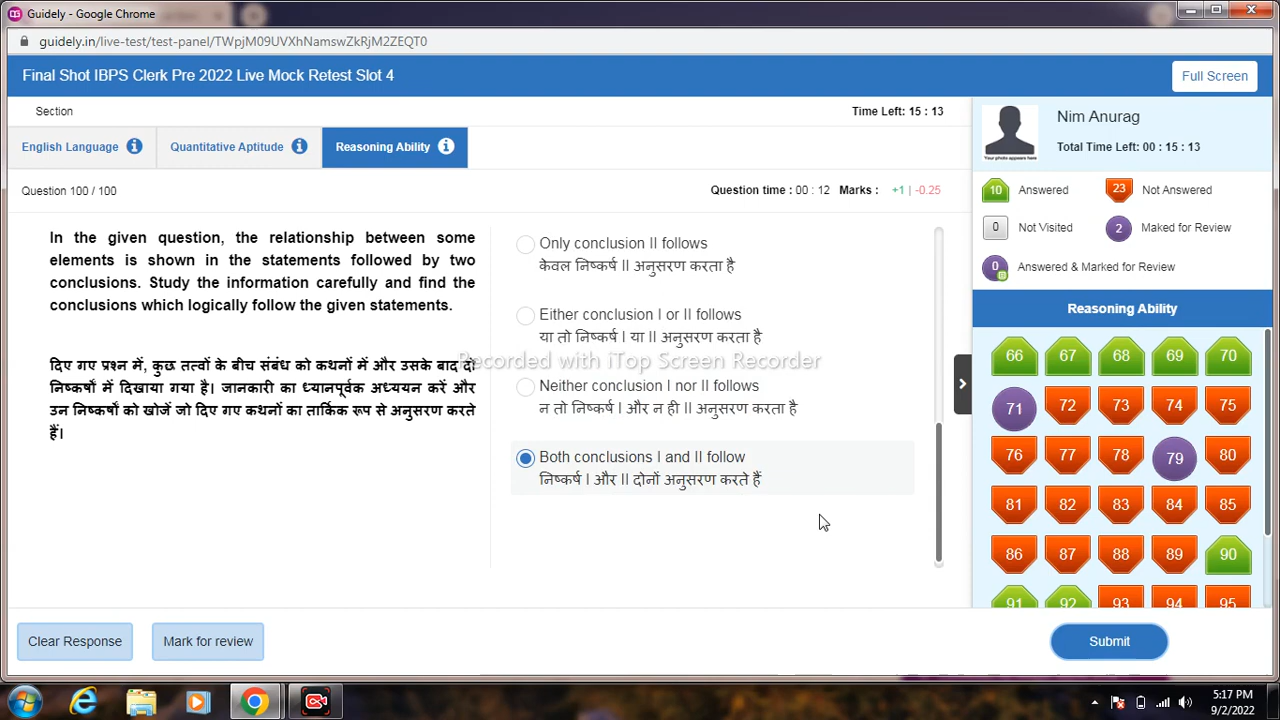 Guidely - Google Chrome
guidely.in/live-test/test-panel/TWpjM09UVXhNamswZkRjM2ZEQT0
Final Shot IBPS Clerk Pre 2022 Live Mock Retest Slot 4
Full Screen
Section
Time Left: 15 : 13
English Language
Quantitative Aptitude
Reasoning Ability
Nim Anurag
Total Time Left: 00 : 15 : 13
Your photo appears here
Question 100 / 100
Question time : 00 : 12 Marks : +1 | -0.25
10 Answered
23 Not Answered
0 Not Visited
2 Maked for Review
0 Answered & Marked for Review
In the given question, the relationship between some
elements is shown in the statements followed by two
conclusions. Study the information carefully and find the
conclusions which logically follow the given statements.
दिए गए प्रश्न में, कुछ तत्वों के बीच संबंध को कथनों में और उसके बाद दो
निष्कर्षों में दिखाया गया है। जानकारी का ध्यानपूर्वक अध्ययन करें और
उन निष्कर्षों को खोजें जो दिए गए कथनों का तार्किक रूप से अनुसरण करते
हैं।
Only conclusion II follows
केवल निष्कर्ष II अनुसरण करता है
Either conclusion I or II follows
या तो निष्कर्ष I या II अनुसरण करता है
Recorded with iTop Screen Recorder
Neither conclusion I nor II follows
न तो निष्कर्ष I और न ही II अनुसरण करता है
Both conclusions I and II follow
निष्कर्ष I और II दोनों अनुसरण करते हैं
Reasoning Ability
66 67 68 69 70
71 72 73 74 75
76 77 78 79 80
81 82 83 84 85
86 87 88 89 90
91 92 93 94 95
Clear Response
Mark for review
Submit
5:17 PM
9/2/2022